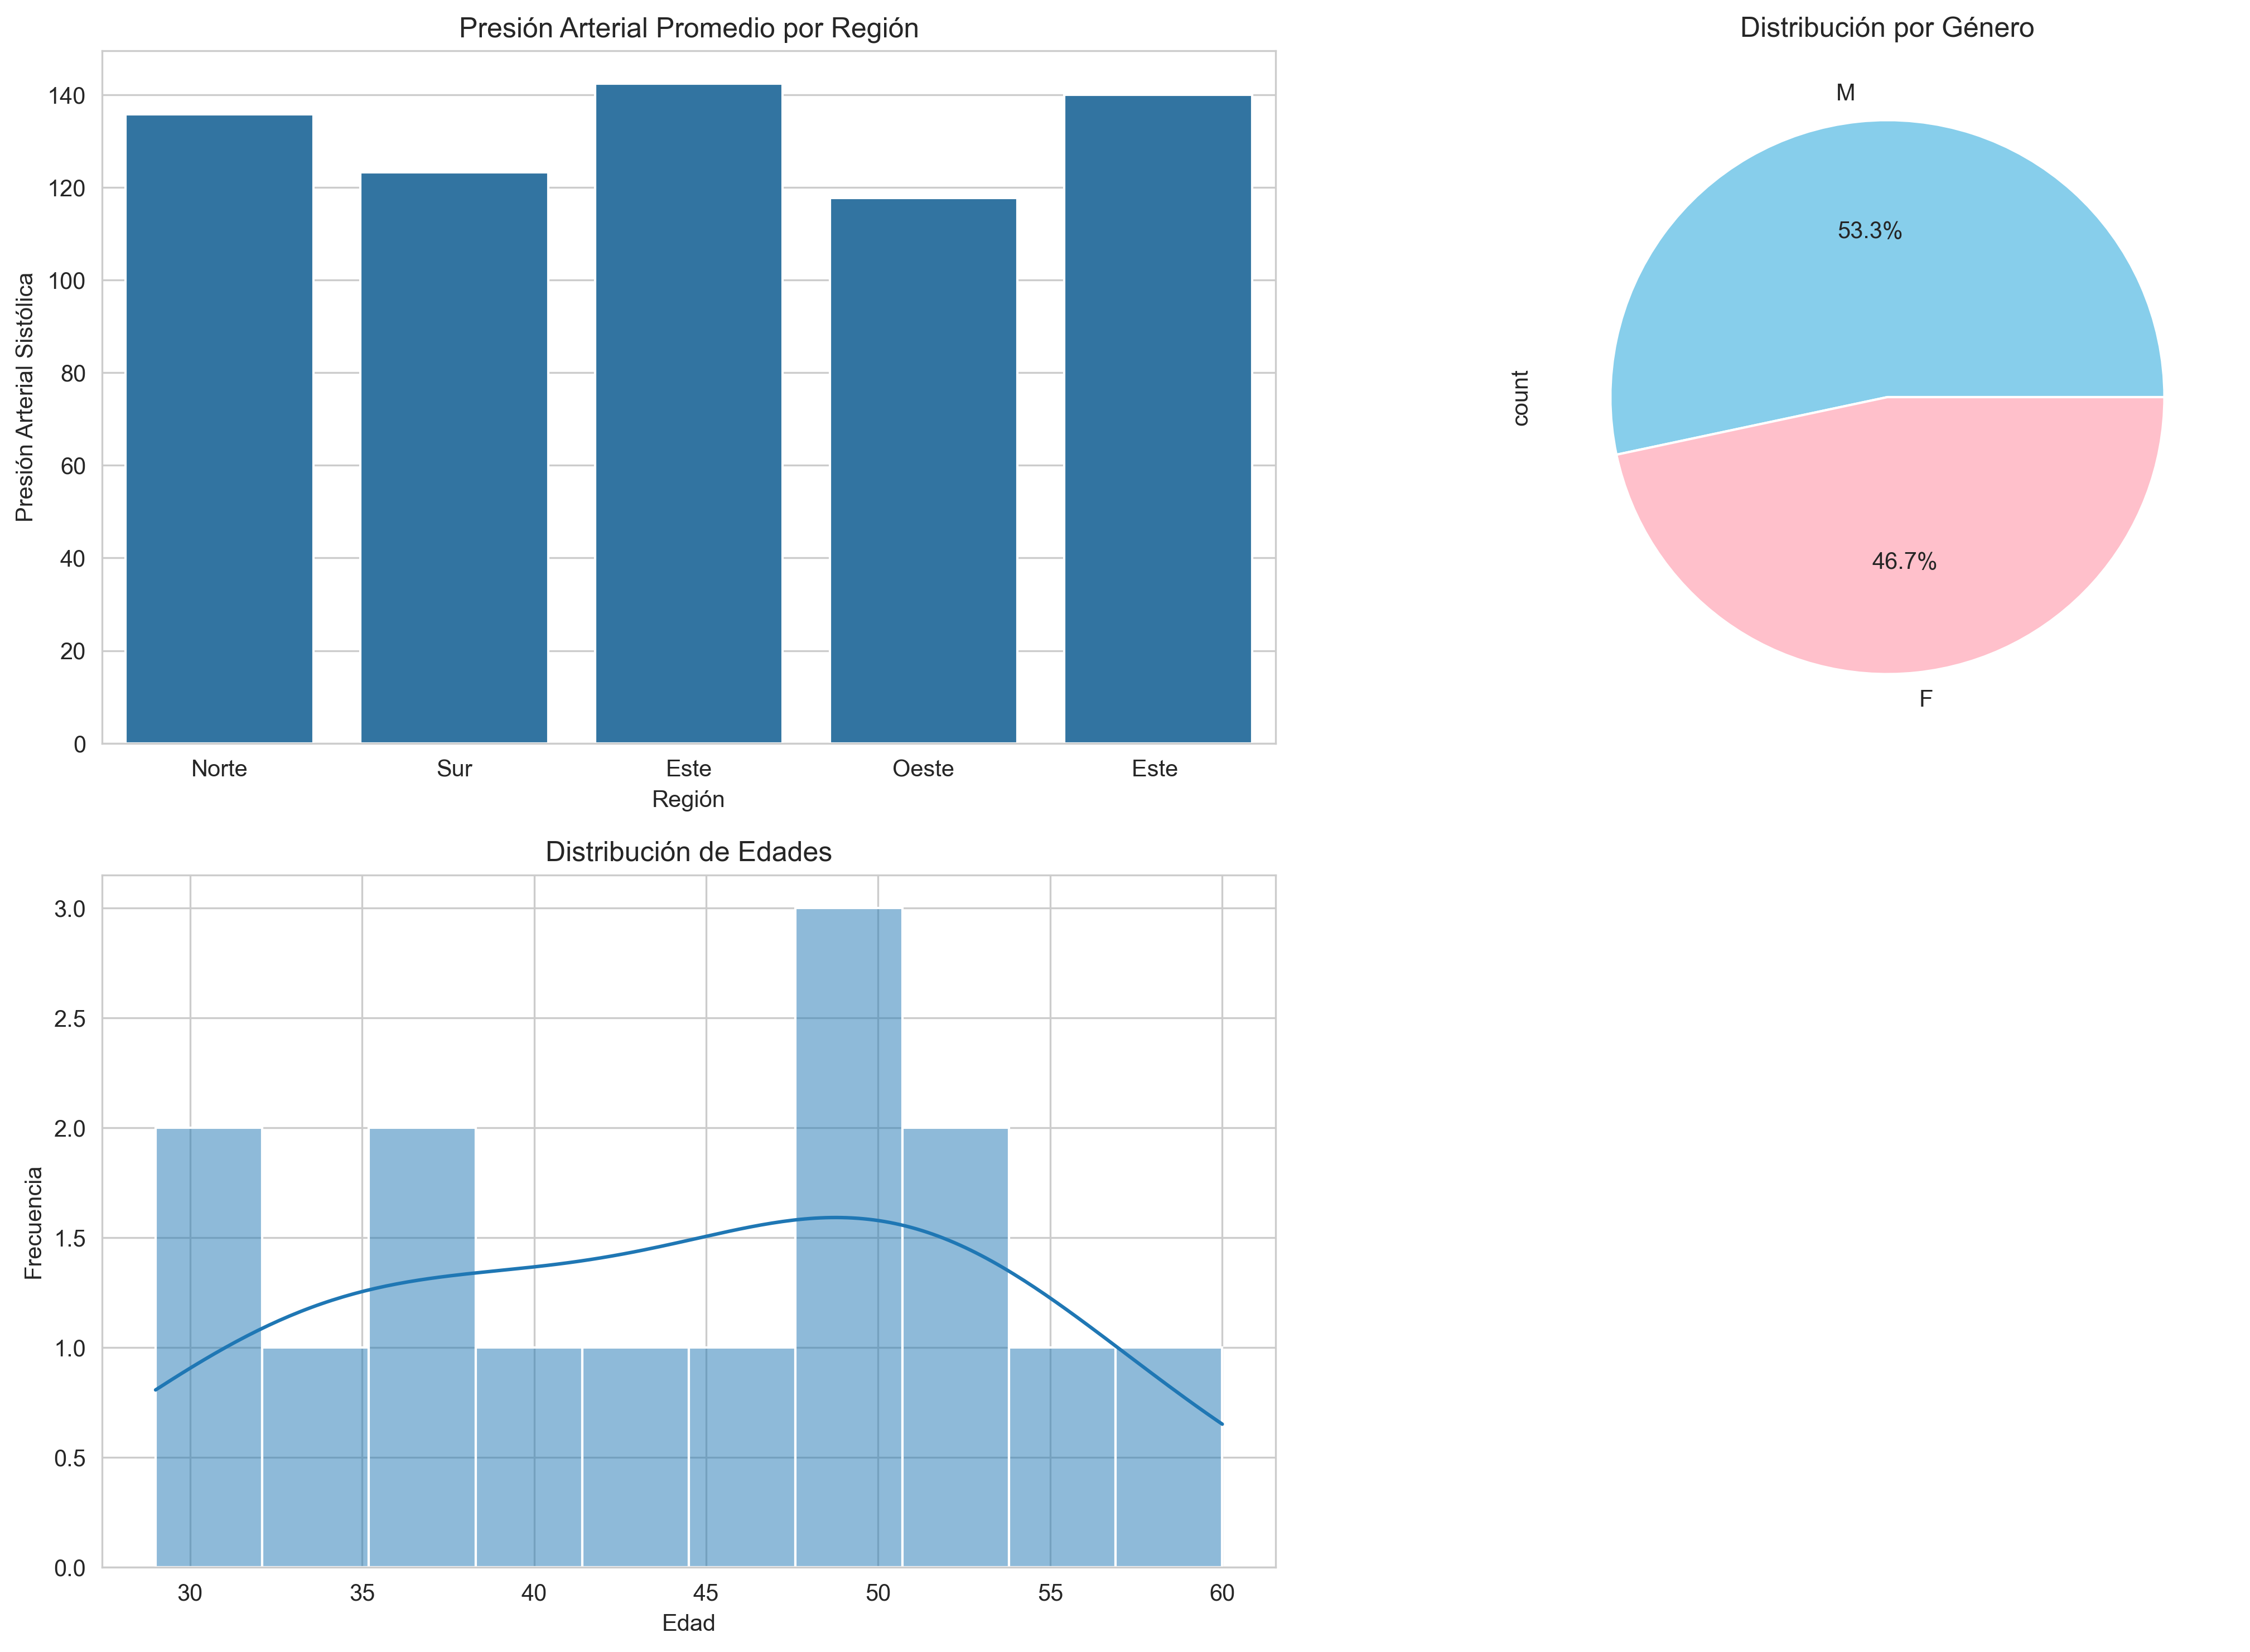 Presión Arterial Promedio por Región
Presión Arterial Sistólica
140
120
100
80
60
40
20
0
Norte
Sur
Este
Oeste
Este
Región
Distribución por Género
M
53.3%
count
46.7%
F
Distribución de Edades
Frecuencia
3.0
2.5
2.0
1.5
1.0
0.5
0.0
30
35
40
45
50
55
60
Edad